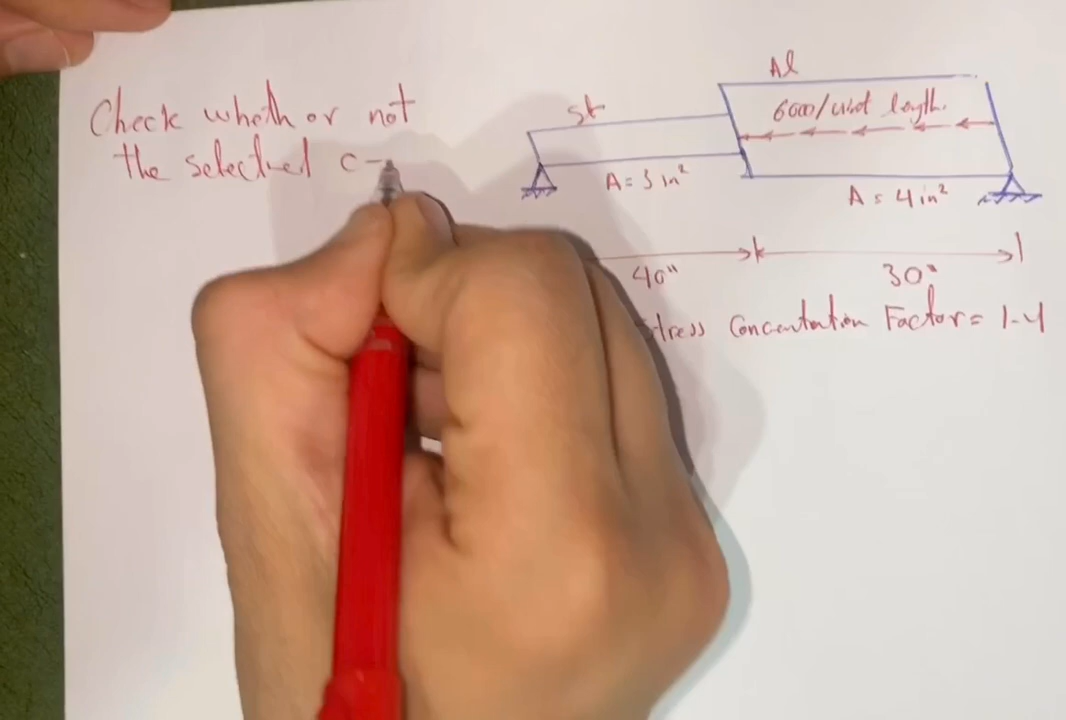 Check wheth or not
the selected c
St
Al
6000/unit length.
A = 3 in²
A = 4 in²
40"
30"
stress Concentration Factor = 1.4